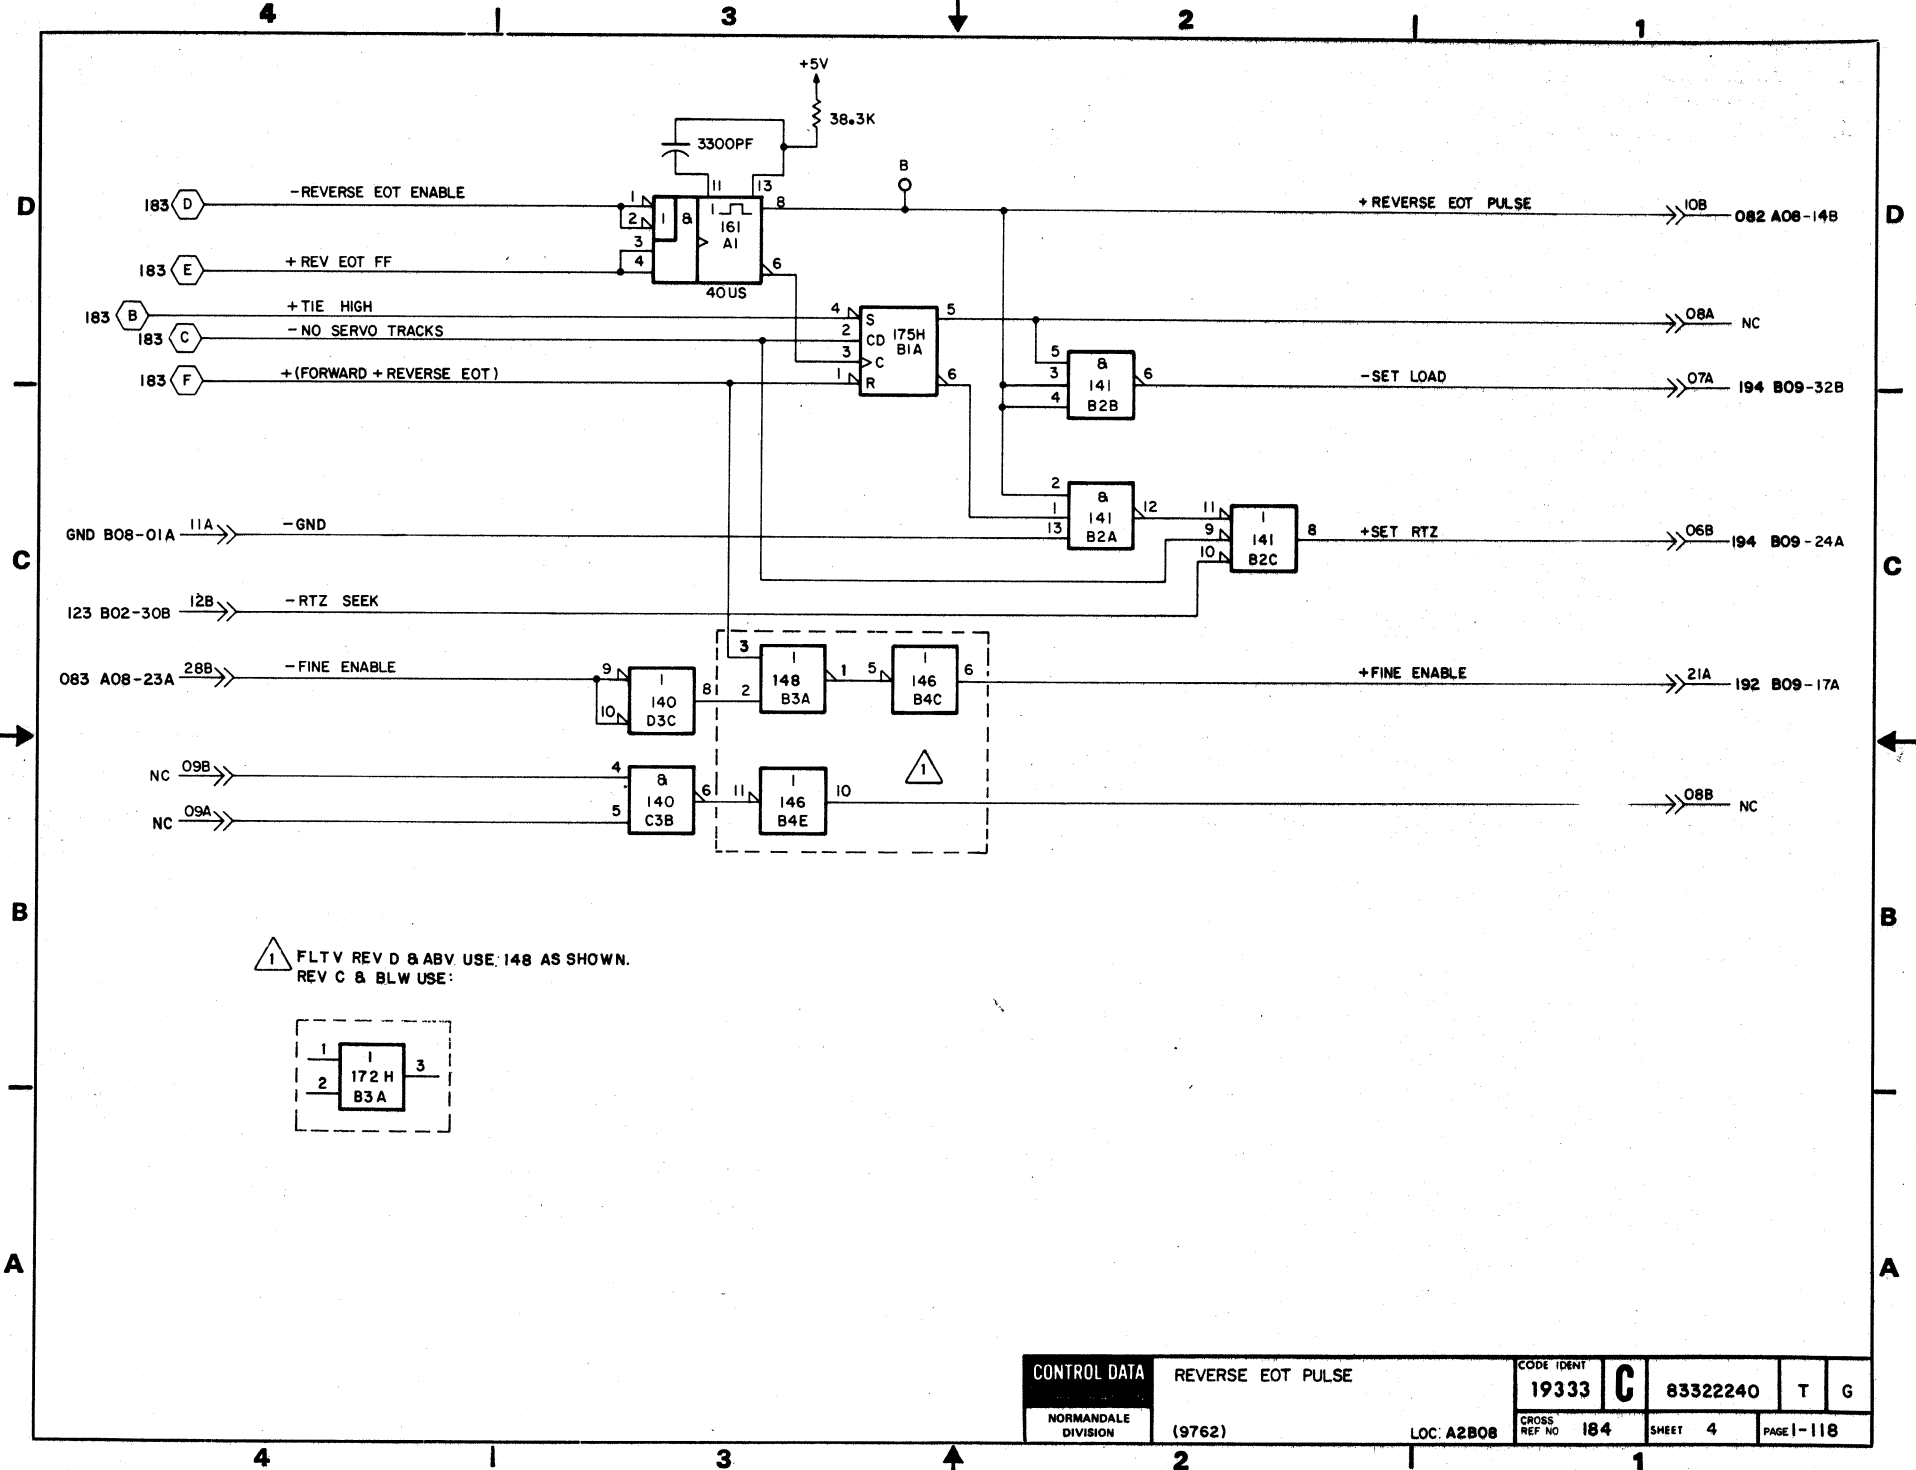 4 3 2 1
+5V
38.3K
3300PF
11 13
B
D
183 D -REVERSE EOT ENABLE 1 & 8 +REVERSE EOT PULSE 10B 082 A08-14B
D
2 1 161
A1
3
183 E +REV EOT FF 4 6
40US
183 B +TIE HIGH 4 S 5 08A NC
183 C -NO SERVO TRACKS 2 CD 175H
B1A
3 C 5 &
183 F +(FORWARD + REVERSE EOT) 1 R 6 3 141 6 -SET LOAD 07A 194 B09-32B
4 B2B
2 &
GND B08-01A 11A -GND 1 141 12 11 1
13 B2A 9 141 8 +SET RTZ 06B 194 B09-24A
C 10 B2C C
123 B02-30B 12B -RTZ SEEK
3 1 1
083 A08-23A 28B -FINE ENABLE 9 1 148 1 5 146 6 +FINE ENABLE 21A 192 B09-17A
140 8 2 B3A B4C
10 D3C
1
NC 09B 4 & 1
140 6 11 146 10 08B NC
NC 09A 5 C3B B4E
B B
1 FLTV REV D & ABV USE 148 AS SHOWN.
REV C & BLW USE:
1 1
172H 3
2 B3A
A A
CONTROL DATA
NORMANDALE
DIVISION
REVERSE EOT PULSE
(9762) LOC: A2B08
CODE IDENT
19333 C 83322240 T G
CROSS
REF NO 184 SHEET 4 PAGE 1-118
4 3 2 1